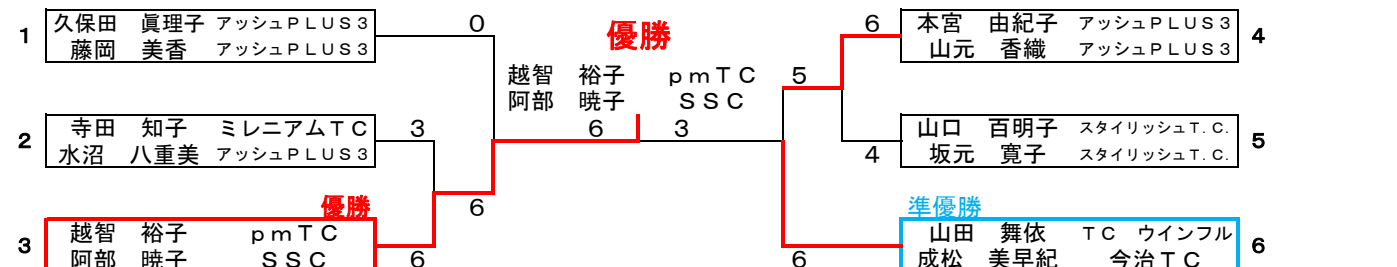 優勝
1
久保田 眞理子 アッシュPLUS3
藤岡 美香 アッシュPLUS3
0
2
寺田 知子 ミレニアムTC
水沼 八重美 アッシュPLUS3
3
6
優勝
3
越智 裕子 pmTC
阿部 暁子 SSC
6
越智 裕子 pmTC
阿部 暁子 SSC
6 3
6
本宮 由紀子 アッシュPLUS3
山元 香織 アッシュPLUS3
4
5
山口 百明子 スタイリッシュT.C.
坂元 寛子 スタイリッシュT.C.
5
4
準優勝
山田 舞依 TC ウインフル
成松 美早紀 今治TC
6
6